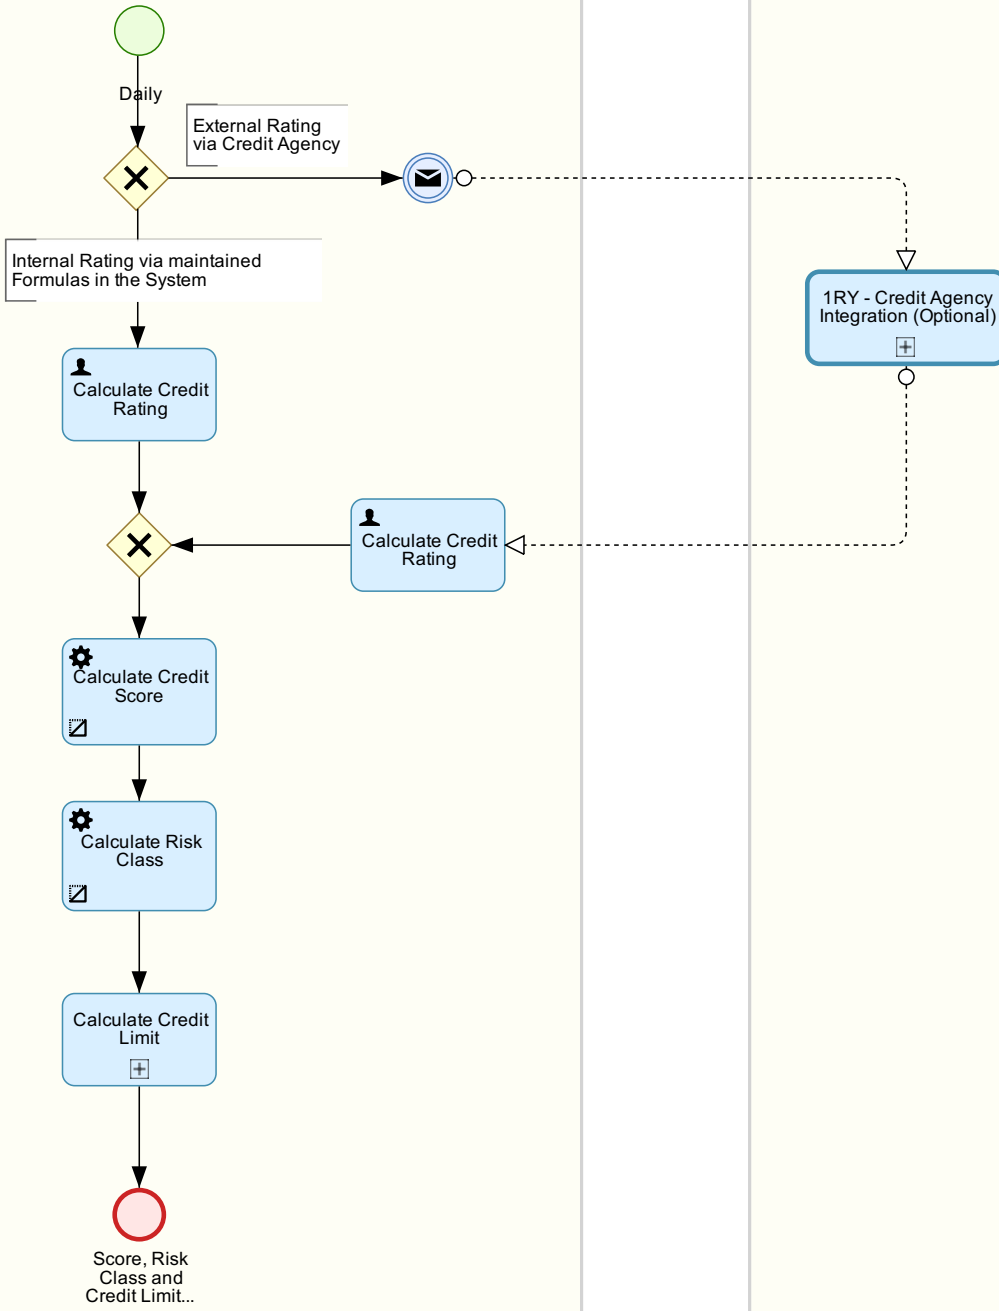 Daily
External Rating
via Credit Agency
Internal Rating via maintained
Formulas in the System
1RY - Credit Agency
Integration (Optional)
Calculate Credit
Rating
Calculate Credit
Rating
Calculate Credit
Score
Calculate Risk
Class
Calculate Credit
Limit
Score, Risk
Class and
Credit Limit...